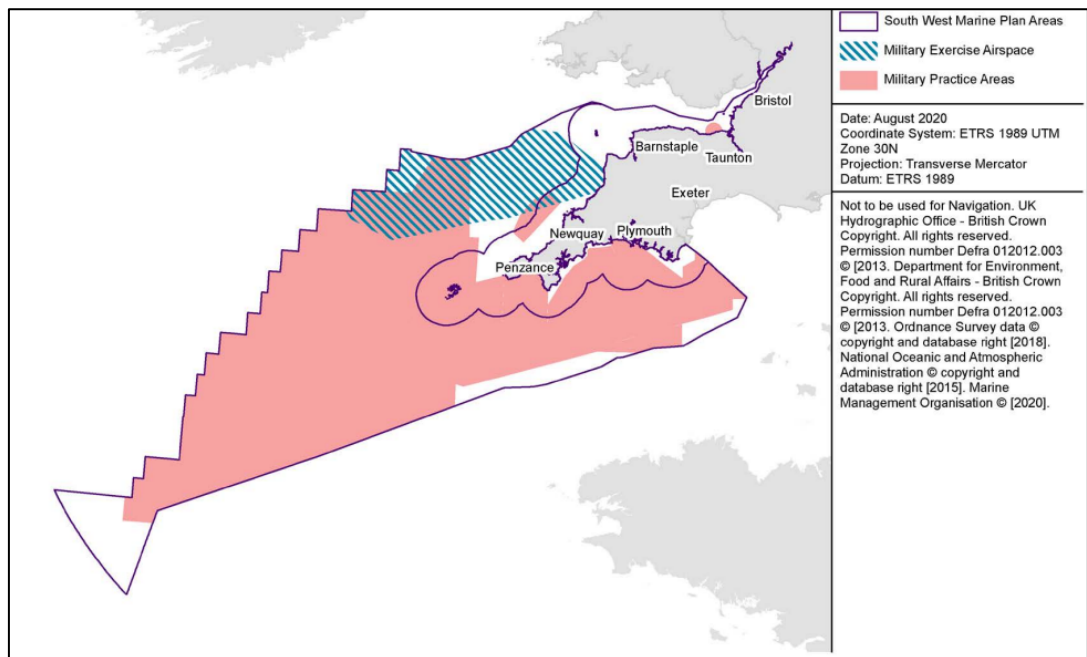 South West Marine Plan Areas
Military Exercise Airspace
Military Practice Areas
Bristol
Barnstaple
Taunton
Exeter
Newquay
Plymouth
Penzance
Date: August 2020
Coordinate System: ETRS 1989 UTM
Zone 30N
Projection: Transverse Mercator
Datum: ETRS 1989
Not to be used for Navigation. UK
Hydrographic Office - British Crown
Copyright. All rights reserved.
Permission number Defra 012012.003
© [2013. Department for Environment,
Food and Rural Affairs - British Crown
Copyright. All rights reserved.
Permission number Defra 012012.003
© [2013. Ordnance Survey data ©
copyright and database right [2018].
National Oceanic and Atmospheric
Administration © copyright and
database right [2015]. Marine
Management Organisation © [2020].